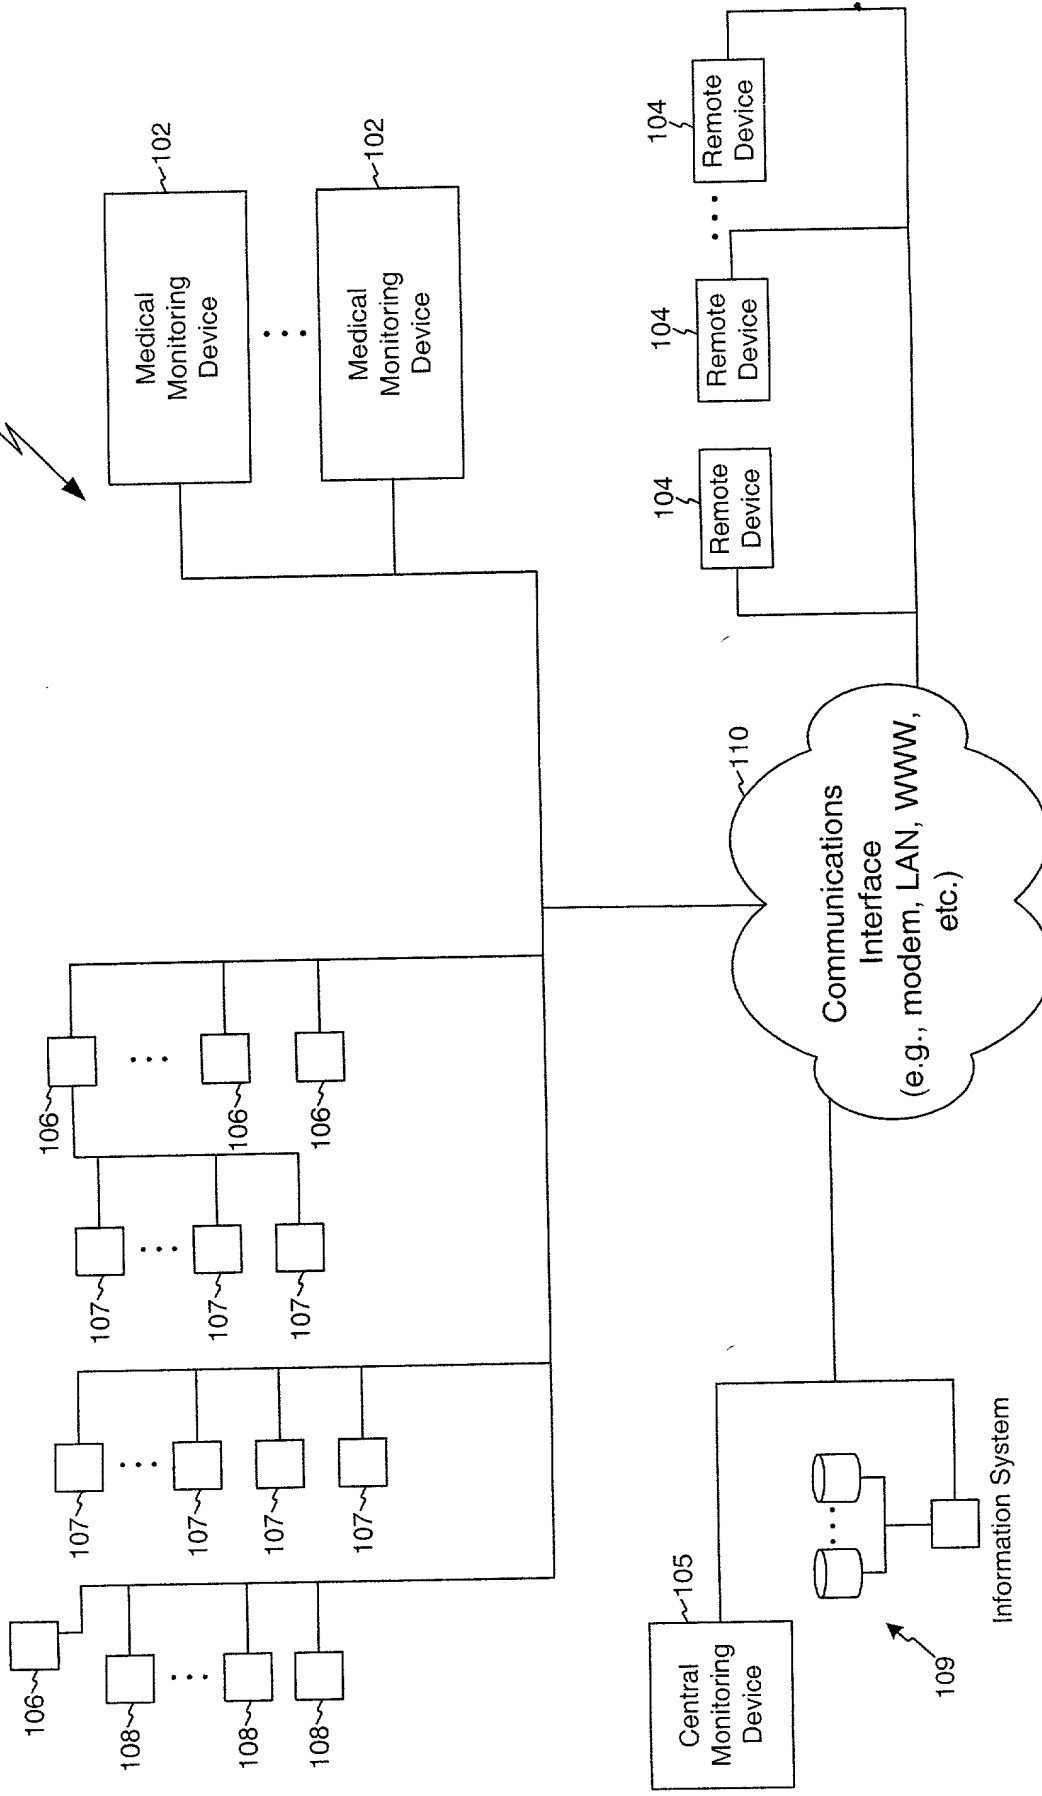 106
108
108
108
107
107
107
107
107
107
107
106
106
106
Medical
Monitoring
Device
102
Medical
Monitoring
Device
102
Central
Monitoring
Device
105
109
Information System
110
Communications
Interface
(e.g., modem, LAN, WWW,
etc.)
104
Remote
Device
104
Remote
Device
104
Remote
Device